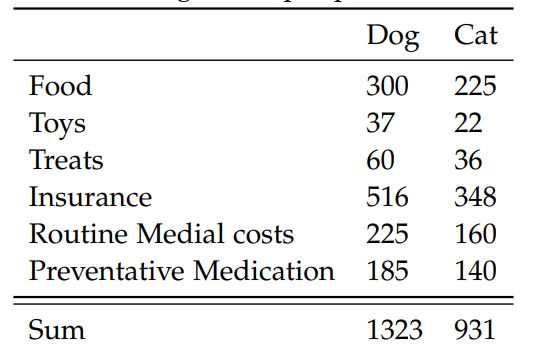 Dog Cat
Food 300 225
Toys 37 22
Treats 60 36
Insurance 516 348
Routine Medial costs 225 160
Preventative Medication 185 140
Sum 1323 931